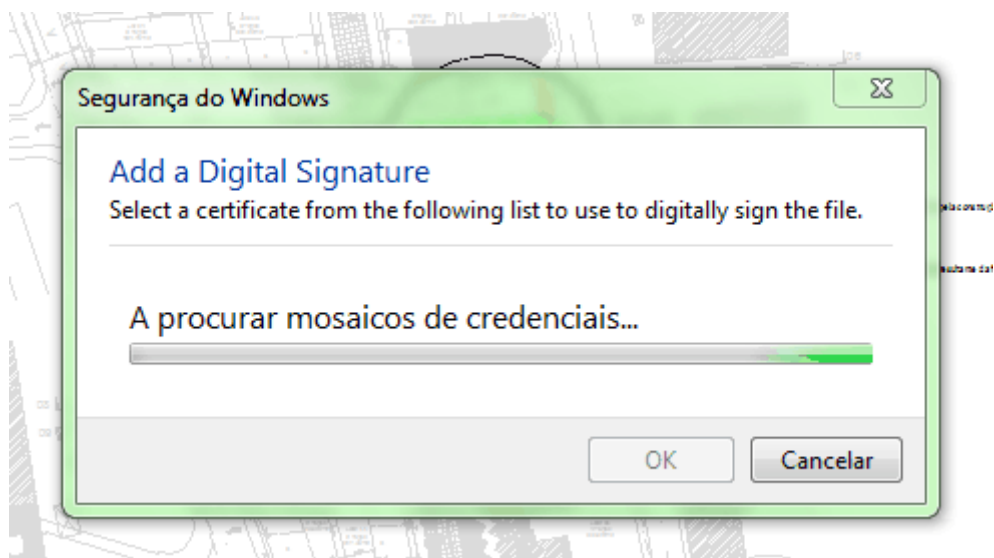 Segurança do Windows
Add a Digital Signature
Select a certificate from the following list to use to digitally sign the file.
A procurar mosaicos de credenciais...
OK
Cancelar